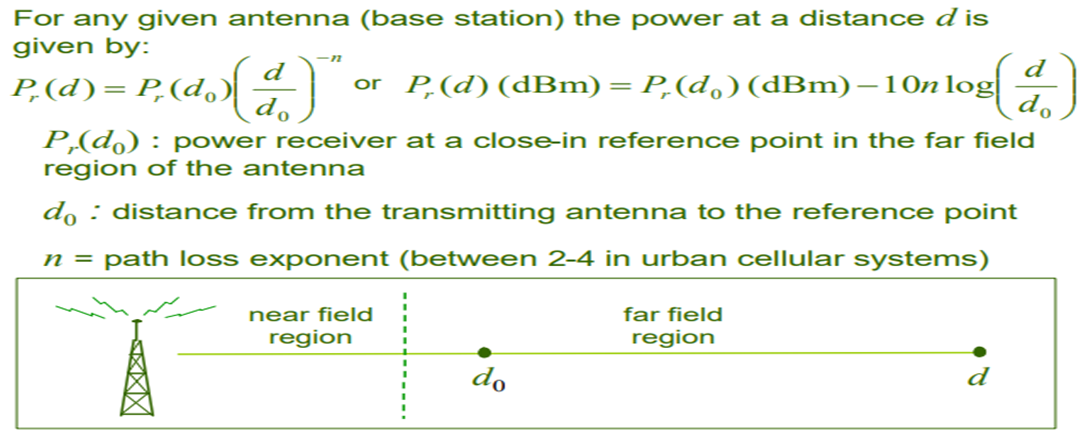 For any given antenna (base station) the power at a distance d is
given by:
P_r(d) = P_r(d_0)(d/d_0)^{-n} or P_r(d) (dBm) = P_r(d_0) (dBm) − 10n log(d/d_0)
P_r(d_0) : power receiver at a close-in reference point in the far field
region of the antenna
d_0 : distance from the transmitting antenna to the reference point
n = path loss exponent (between 2-4 in urban cellular systems)
near field
region
far field
region
d_0
d